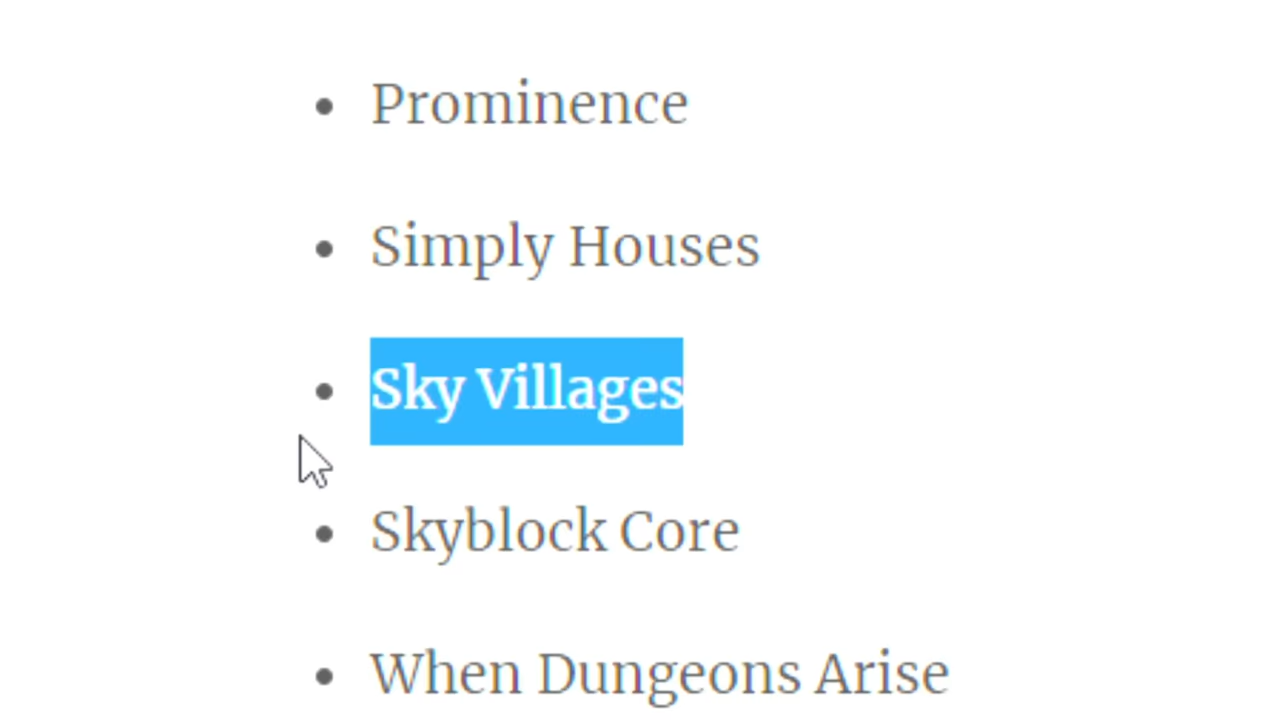 • Prominence
• Simply Houses
• Sky Villages
• Skyblock Core
• When Dungeons Arise